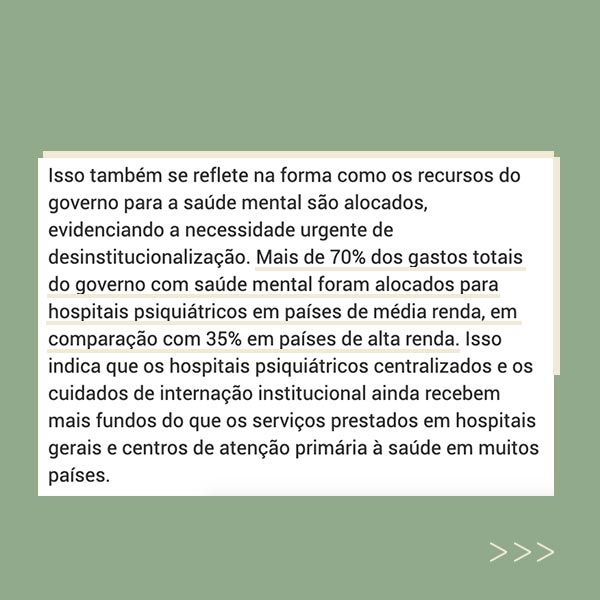 Isso também se reflete na forma como os recursos do
governo para a saúde mental são alocados,
evidenciando a necessidade urgente de
desinstitucionalização. Mais de 70% dos gastos totais
do governo com saúde mental foram alocados para
hospitais psiquiátricos em países de média renda, em
comparação com 35% em países de alta renda. Isso
indica que os hospitais psiquiátricos centralizados e os
cuidados de internação institucional ainda recebem
mais fundos do que os serviços prestados em hospitais
gerais e centros de atenção primária à saúde em muitos
países.
>>>